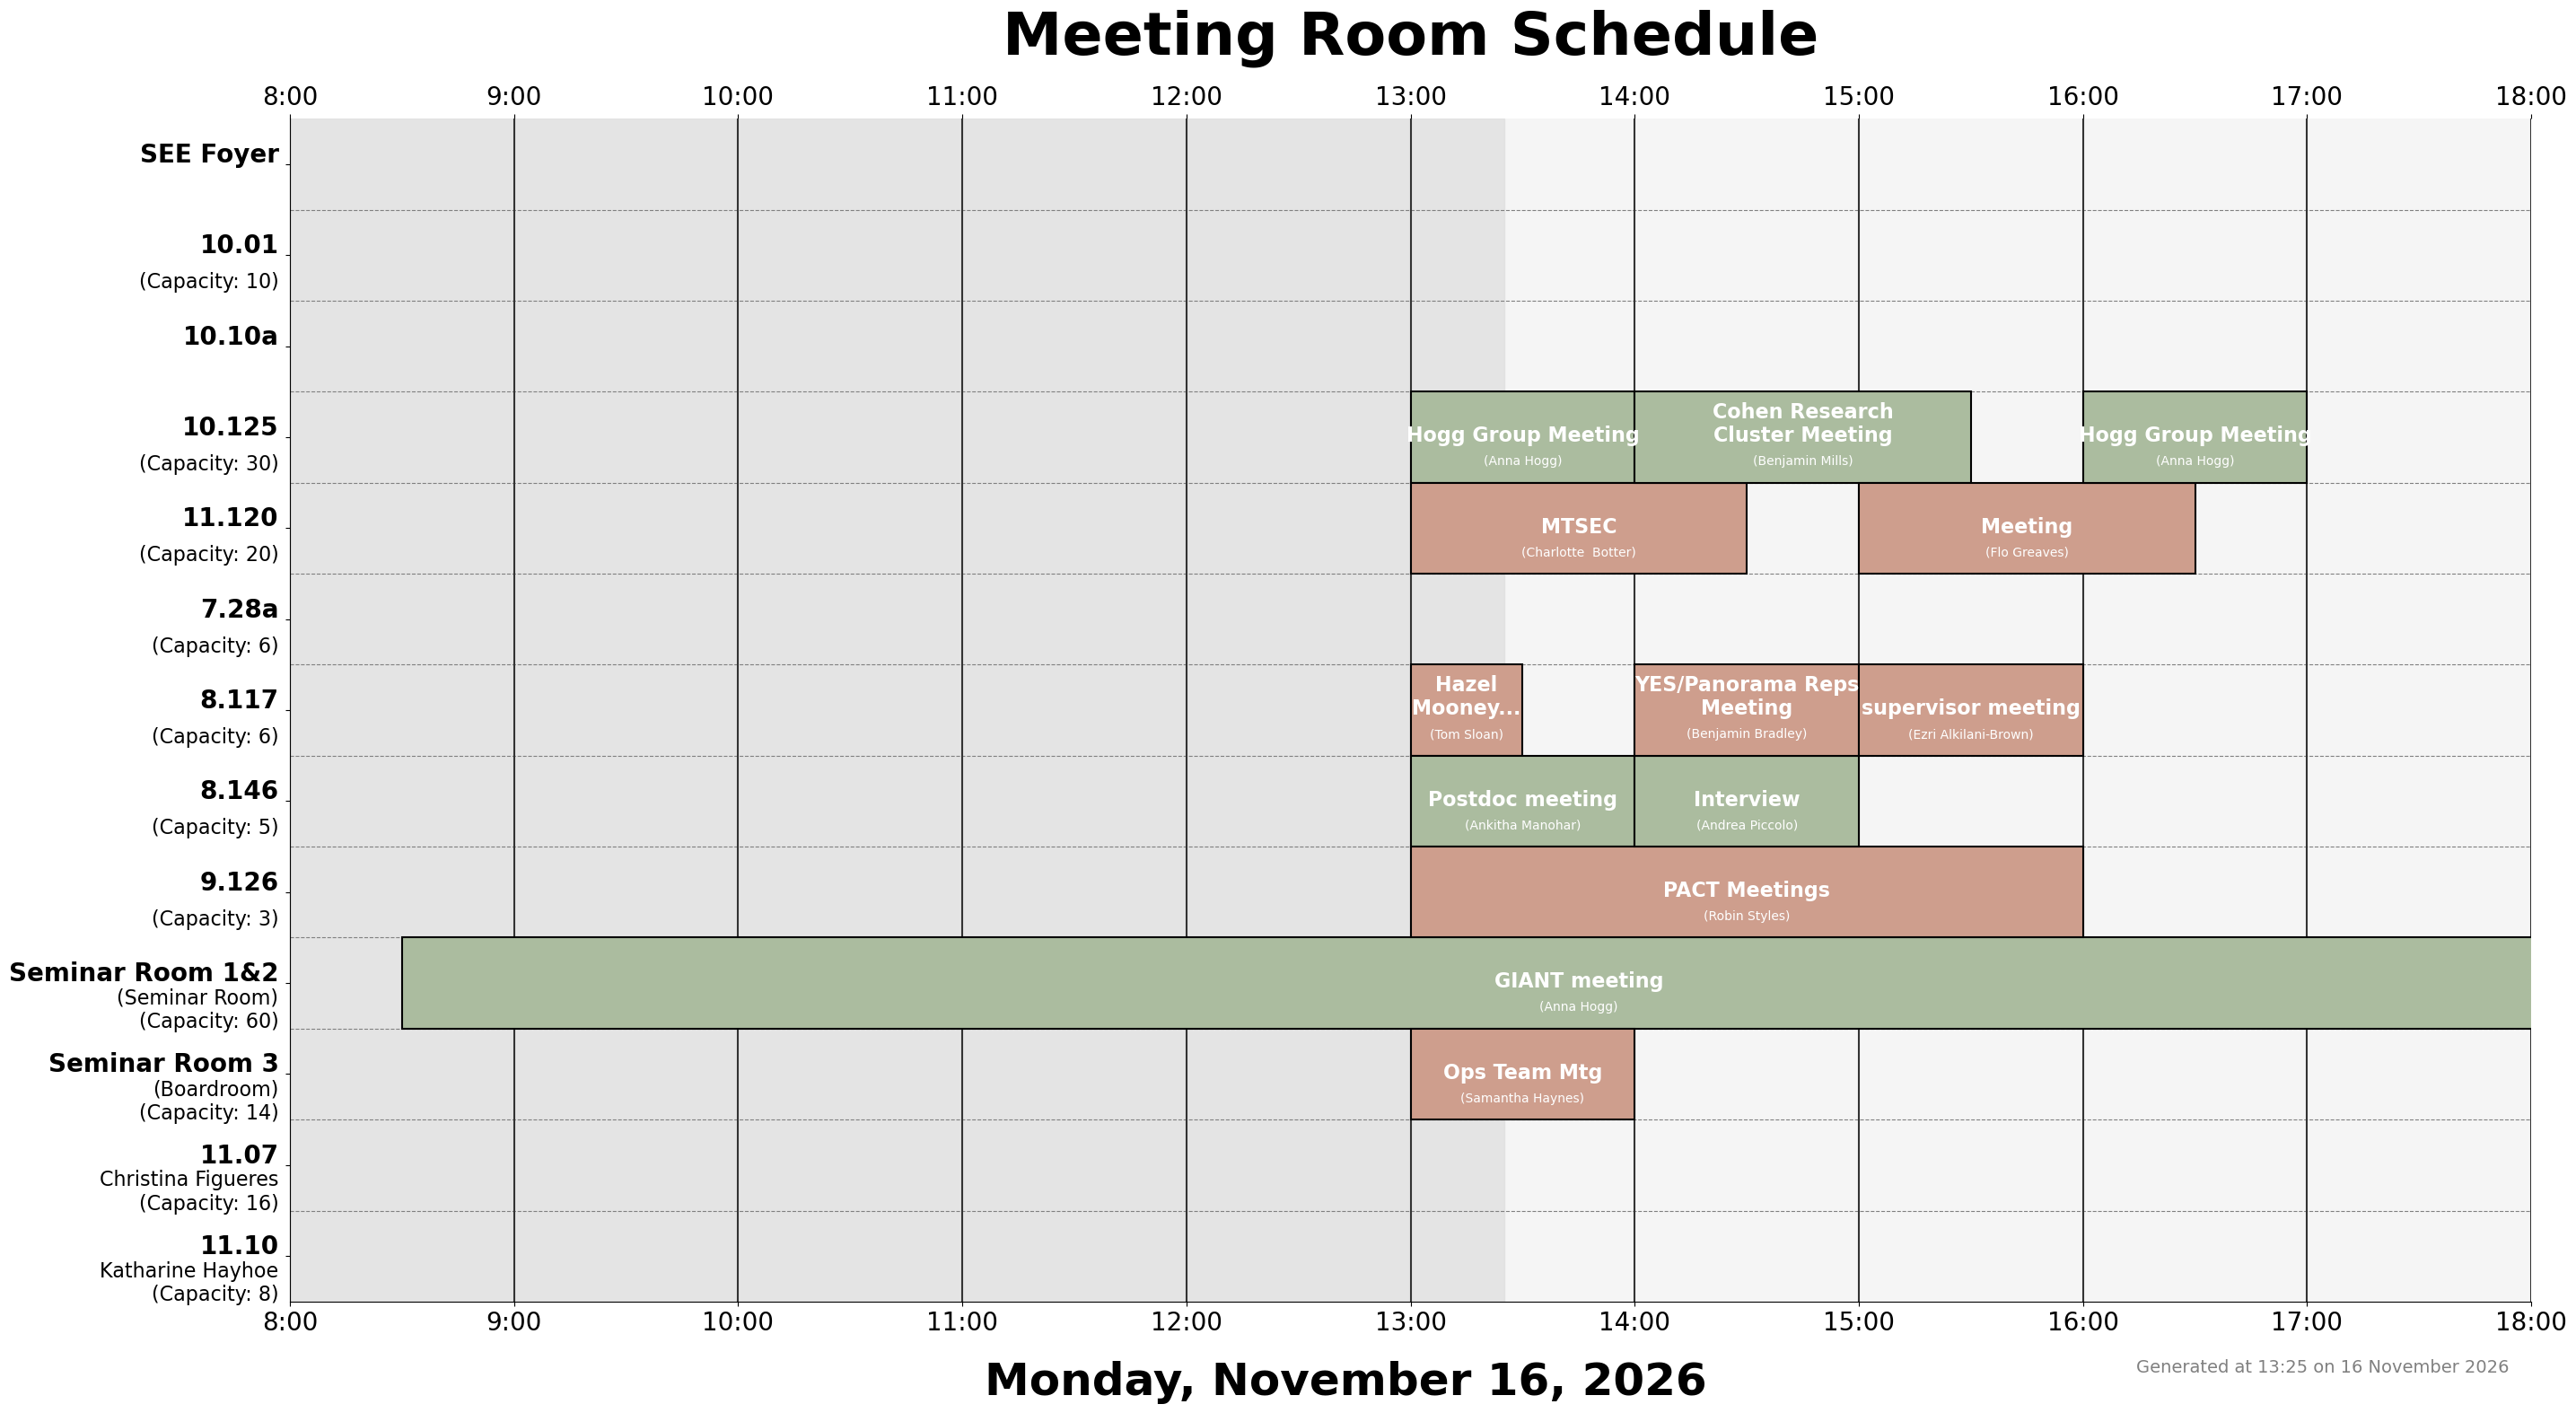 Meeting Room Schedule
8:00 9:00 10:00 11:00 12:00 13:00 14:00 15:00 16:00 17:00 18:00
SEE Foyer
10.01
(Capacity: 10)
10.10a
10.125
(Capacity: 30)
Hogg Group Meeting
(Anna Hogg)
Cohen Research
Cluster Meeting
(Benjamin Mills)
Hogg Group Meeting
(Anna Hogg)
11.120
(Capacity: 20)
MTSEC
(Charlotte  Botter)
Meeting
(Flo Greaves)
7.28a
(Capacity: 6)
8.117
(Capacity: 6)
Hazel
Mooney...
(Tom Sloan)
YES/Panorama Reps
Meeting
(Benjamin Bradley)
supervisor meeting
(Ezri Alkilani-Brown)
8.146
(Capacity: 5)
Postdoc meeting
(Ankitha Manohar)
Interview
(Andrea Piccolo)
9.126
(Capacity: 3)
PACT Meetings
(Robin Styles)
Seminar Room 1&2
(Seminar Room)
(Capacity: 60)
GIANT meeting
(Anna Hogg)
Seminar Room 3
(Boardroom)
(Capacity: 14)
Ops Team Mtg
(Samantha Haynes)
11.07
Christina Figueres
(Capacity: 16)
11.10
Katharine Hayhoe
(Capacity: 8)
8:00 9:00 10:00 11:00 12:00 13:00 14:00 15:00 16:00 17:00 18:00
Monday, November 16, 2026
Generated at 13:25 on 16 November 2026